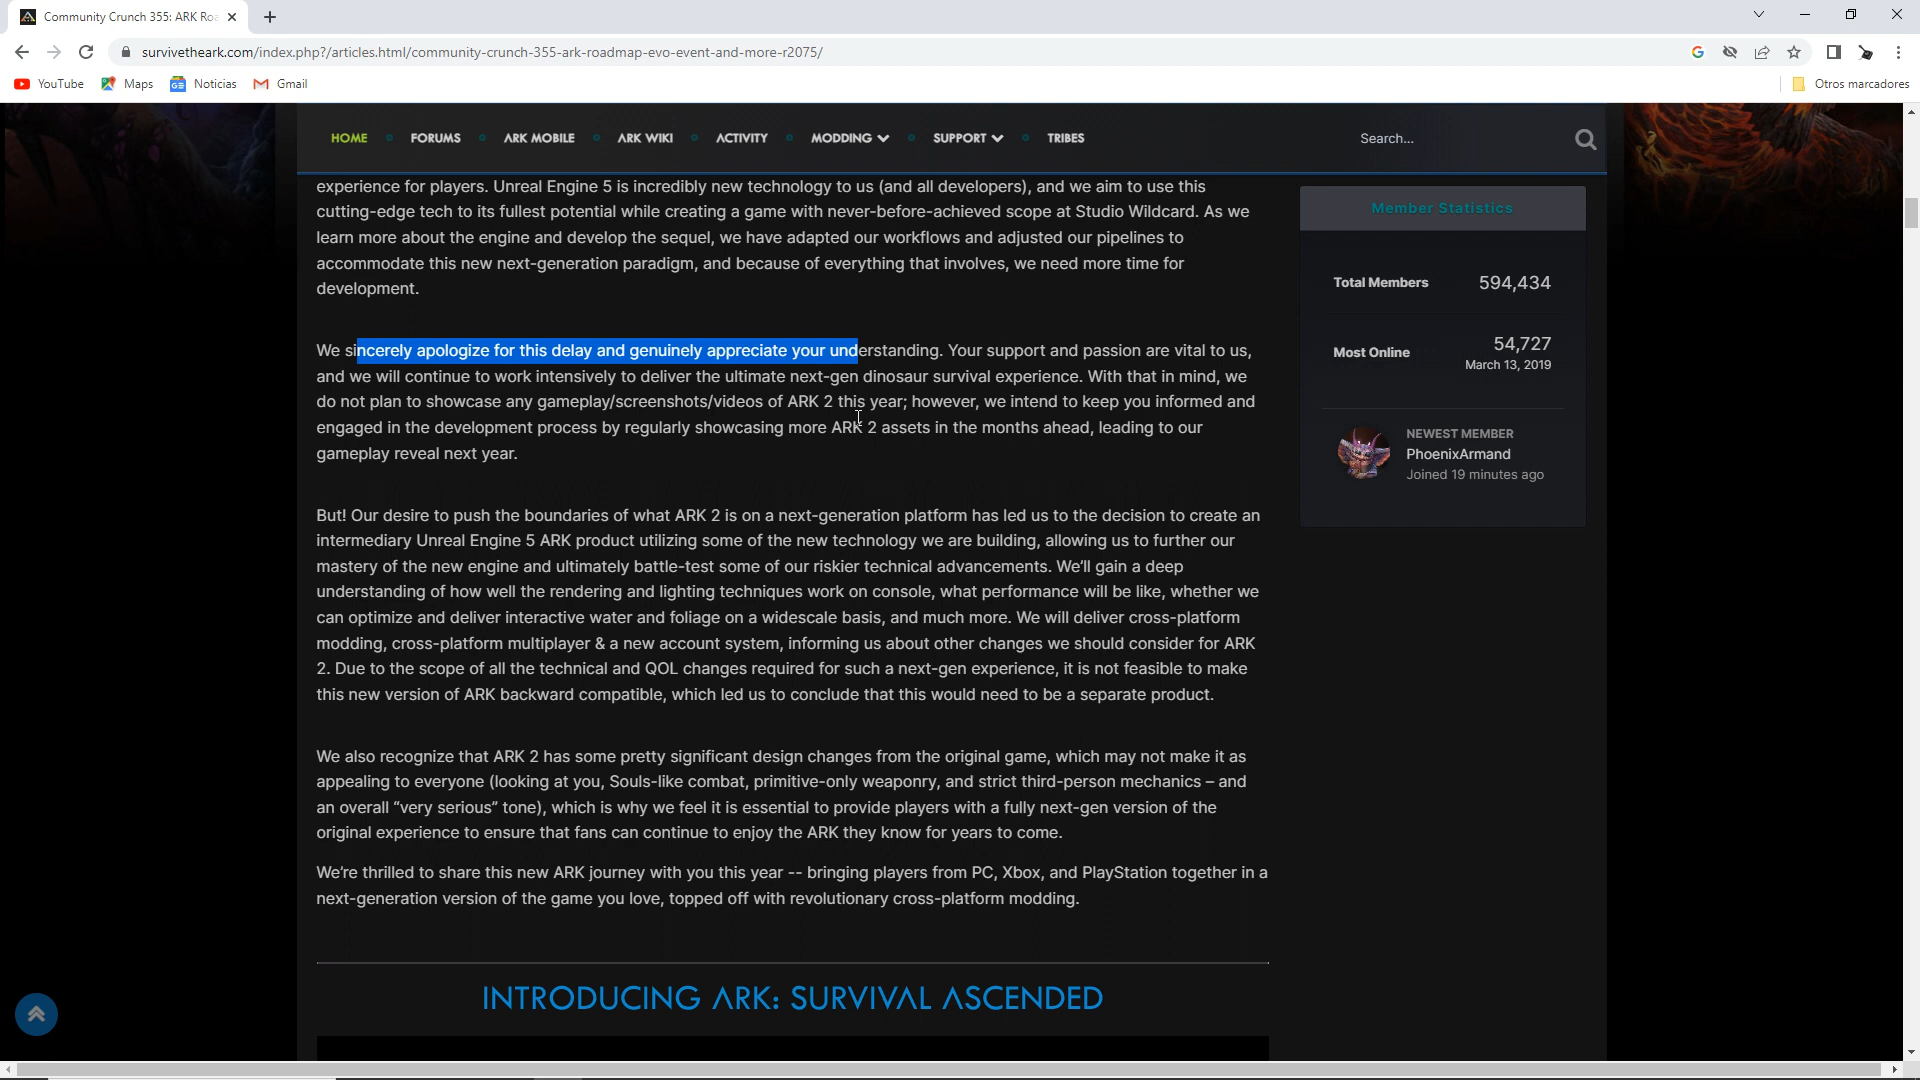 Community Crunch 355: ARK Roa
survivetheark.com/index.php?/articles.html/community-crunch-355-ark-roadmap-evo-event-and-more-r2075/
YouTube Maps Noticias Gmail Otros marcadores
HOME FORUMS ARK MOBILE ARK WIKI ACTIVITY MODDING SUPPORT TRIBES Search...
experience for players. Unreal Engine 5 is incredibly new technology to us (and all developers), and we aim to use this
cutting-edge tech to its fullest potential while creating a game with never-before-achieved scope at Studio Wildcard. As we
learn more about the engine and develop the sequel, we have adapted our workflows and adjusted our pipelines to
accommodate this new next-generation paradigm, and because of everything that involves, we need more time for
development.
We sincerely apologize for this delay and genuinely appreciate your understanding. Your support and passion are vital to us,
and we will continue to work intensively to deliver the ultimate next-gen dinosaur survival experience. With that in mind, we
do not plan to showcase any gameplay/screenshots/videos of ARK 2 this year; however, we intend to keep you informed and
engaged in the development process by regularly showcasing more ARK 2 assets in the months ahead, leading to our
gameplay reveal next year.
But! Our desire to push the boundaries of what ARK 2 is on a next-generation platform has led us to the decision to create an
intermediary Unreal Engine 5 ARK product utilizing some of the new technology we are building, allowing us to further our
mastery of the new engine and ultimately battle-test some of our riskier technical advancements. We’ll gain a deep
understanding of how well the rendering and lighting techniques work on console, what performance will be like, whether we
can optimize and deliver interactive water and foliage on a widescale basis, and much more. We will deliver cross-platform
modding, cross-platform multiplayer & a new account system, informing us about other changes we should consider for ARK
2. Due to the scope of all the technical and QOL changes required for such a next-gen experience, it is not feasible to make
this new version of ARK backward compatible, which led us to conclude that this would need to be a separate product.
We also recognize that ARK 2 has some pretty significant design changes from the original game, which may not make it as
appealing to everyone (looking at you, Souls-like combat, primitive-only weaponry, and strict third-person mechanics – and
an overall “very serious” tone), which is why we feel it is essential to provide players with a fully next-gen version of the
original experience to ensure that fans can continue to enjoy the ARK they know for years to come.
We’re thrilled to share this new ARK journey with you this year -- bringing players from PC, Xbox, and PlayStation together in a
next-generation version of the game you love, topped off with revolutionary cross-platform modding.
INTRODUCING ARK: SURVIVAL ASCENDED
Member Statistics
Total Members 594,434
Most Online 54,727
March 13, 2019
NEWEST MEMBER
PhoenixArmand
Joined 19 minutes ago